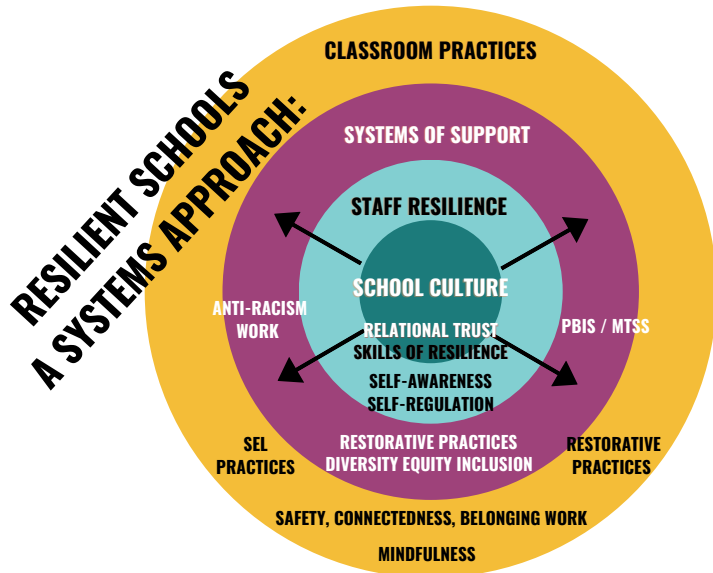 RESILIENT SCHOOLS
A SYSTEMS APPROACH:
CLASSROOM PRACTICES
SYSTEMS OF SUPPORT
STAFF RESILIENCE
SCHOOL CULTURE
RELATIONAL TRUST
SKILLS OF RESILIENCE
SELF-AWARENESS
SELF-REGULATION
ANTI-RACISM
WORK
PBIS / MTSS
RESTORATIVE PRACTICES
DIVERSITY EQUITY INCLUSION
SEL
PRACTICES
RESTORATIVE
PRACTICES
SAFETY, CONNECTEDNESS, BELONGING WORK
MINDFULNESS